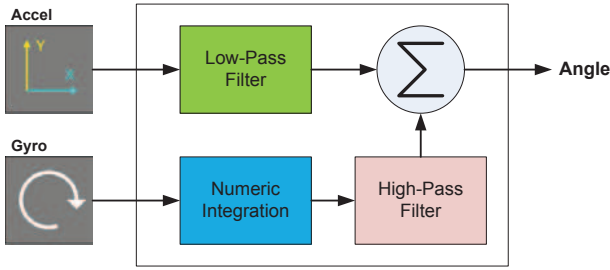 Accel
Y
X
Low-Pass
Filter
Σ
Angle
Gyro
Numeric
Integration
High-Pass
Filter